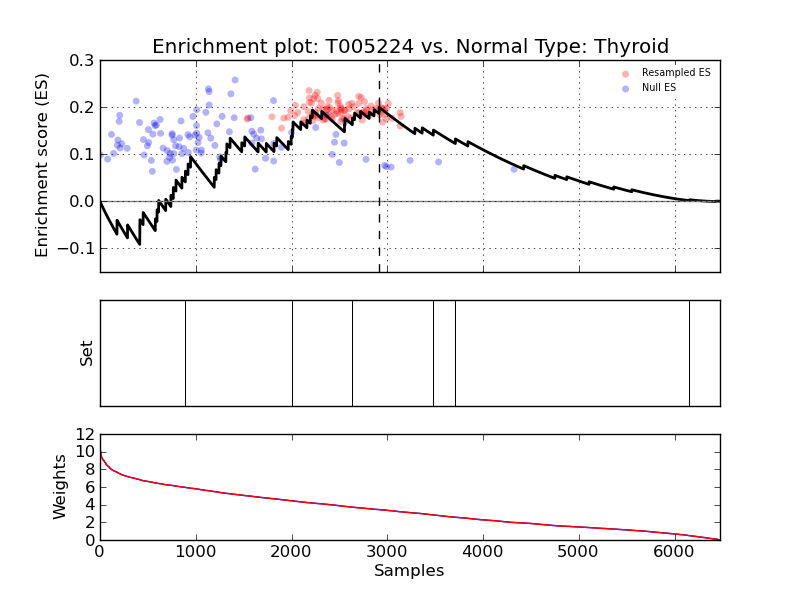 Enrichment plot: T005224 vs. Normal Type: Thyroid
Enrichment score (ES)
0.3
0.2
0.1
0.0
−0.1
Resampled ES
Null ES
Set
Weights
12
10
8
6
4
2
0
0 1000 2000 3000 4000 5000 6000
Samples